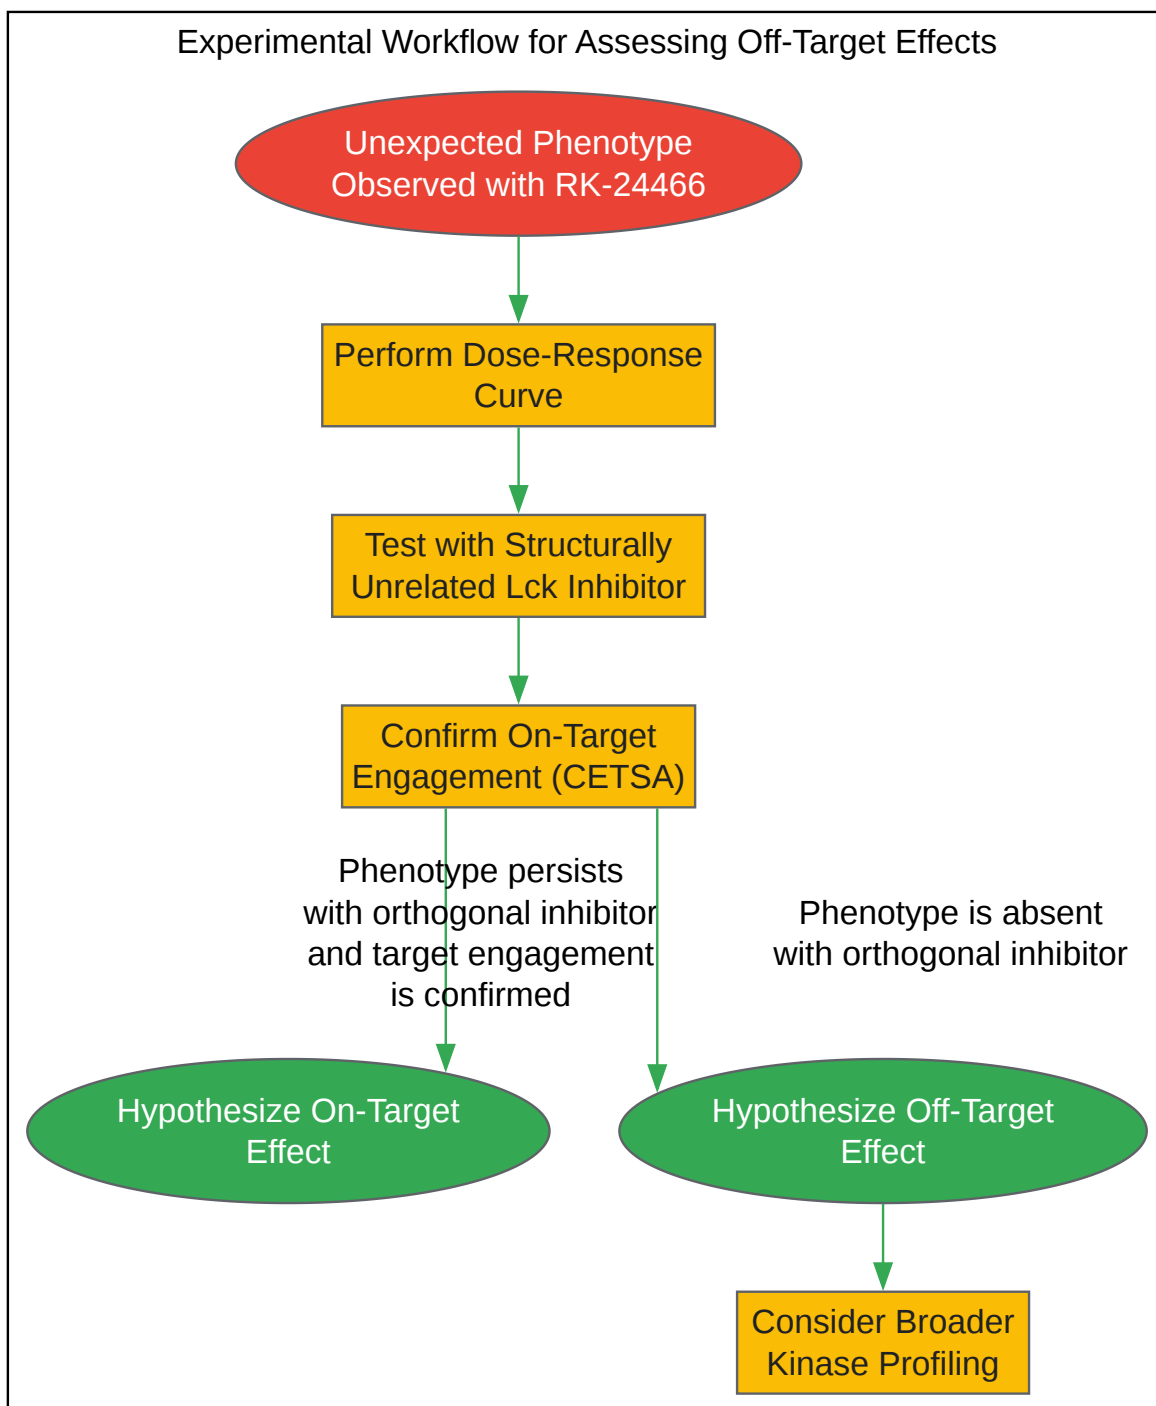 Experimental Workflow for Assessing Off-Target Effects
Unexpected Phenotype
Observed with RK-24466
Perform Dose-Response
Curve
Test with Structurally
Unrelated Lck Inhibitor
Confirm On-Target
Engagement (CETSA)
Phenotype persists
with orthogonal inhibitor
and target engagement
is confirmed
Phenotype is absent
with orthogonal inhibitor
Hypothesize On-Target
Effect
Hypothesize Off-Target
Effect
Consider Broader
Kinase Profiling